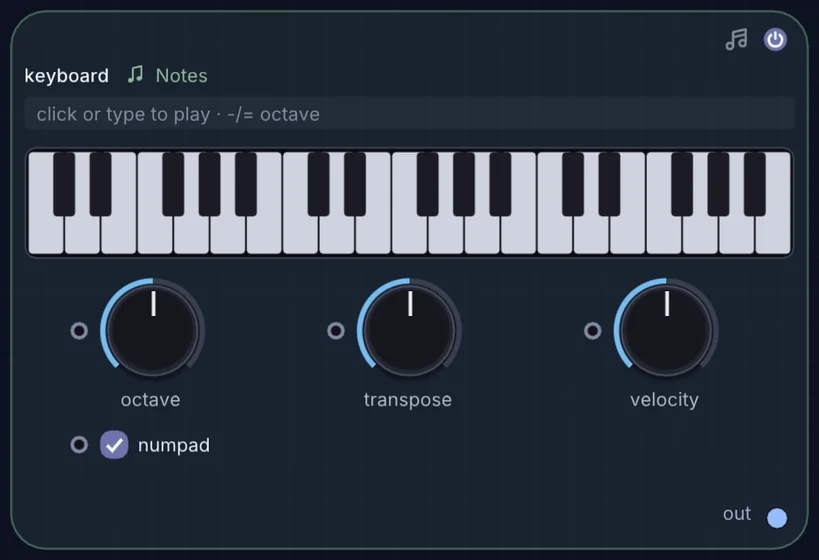 keyboard Notes
click or type to play · -/= octave
octave transpose velocity
numpad
out